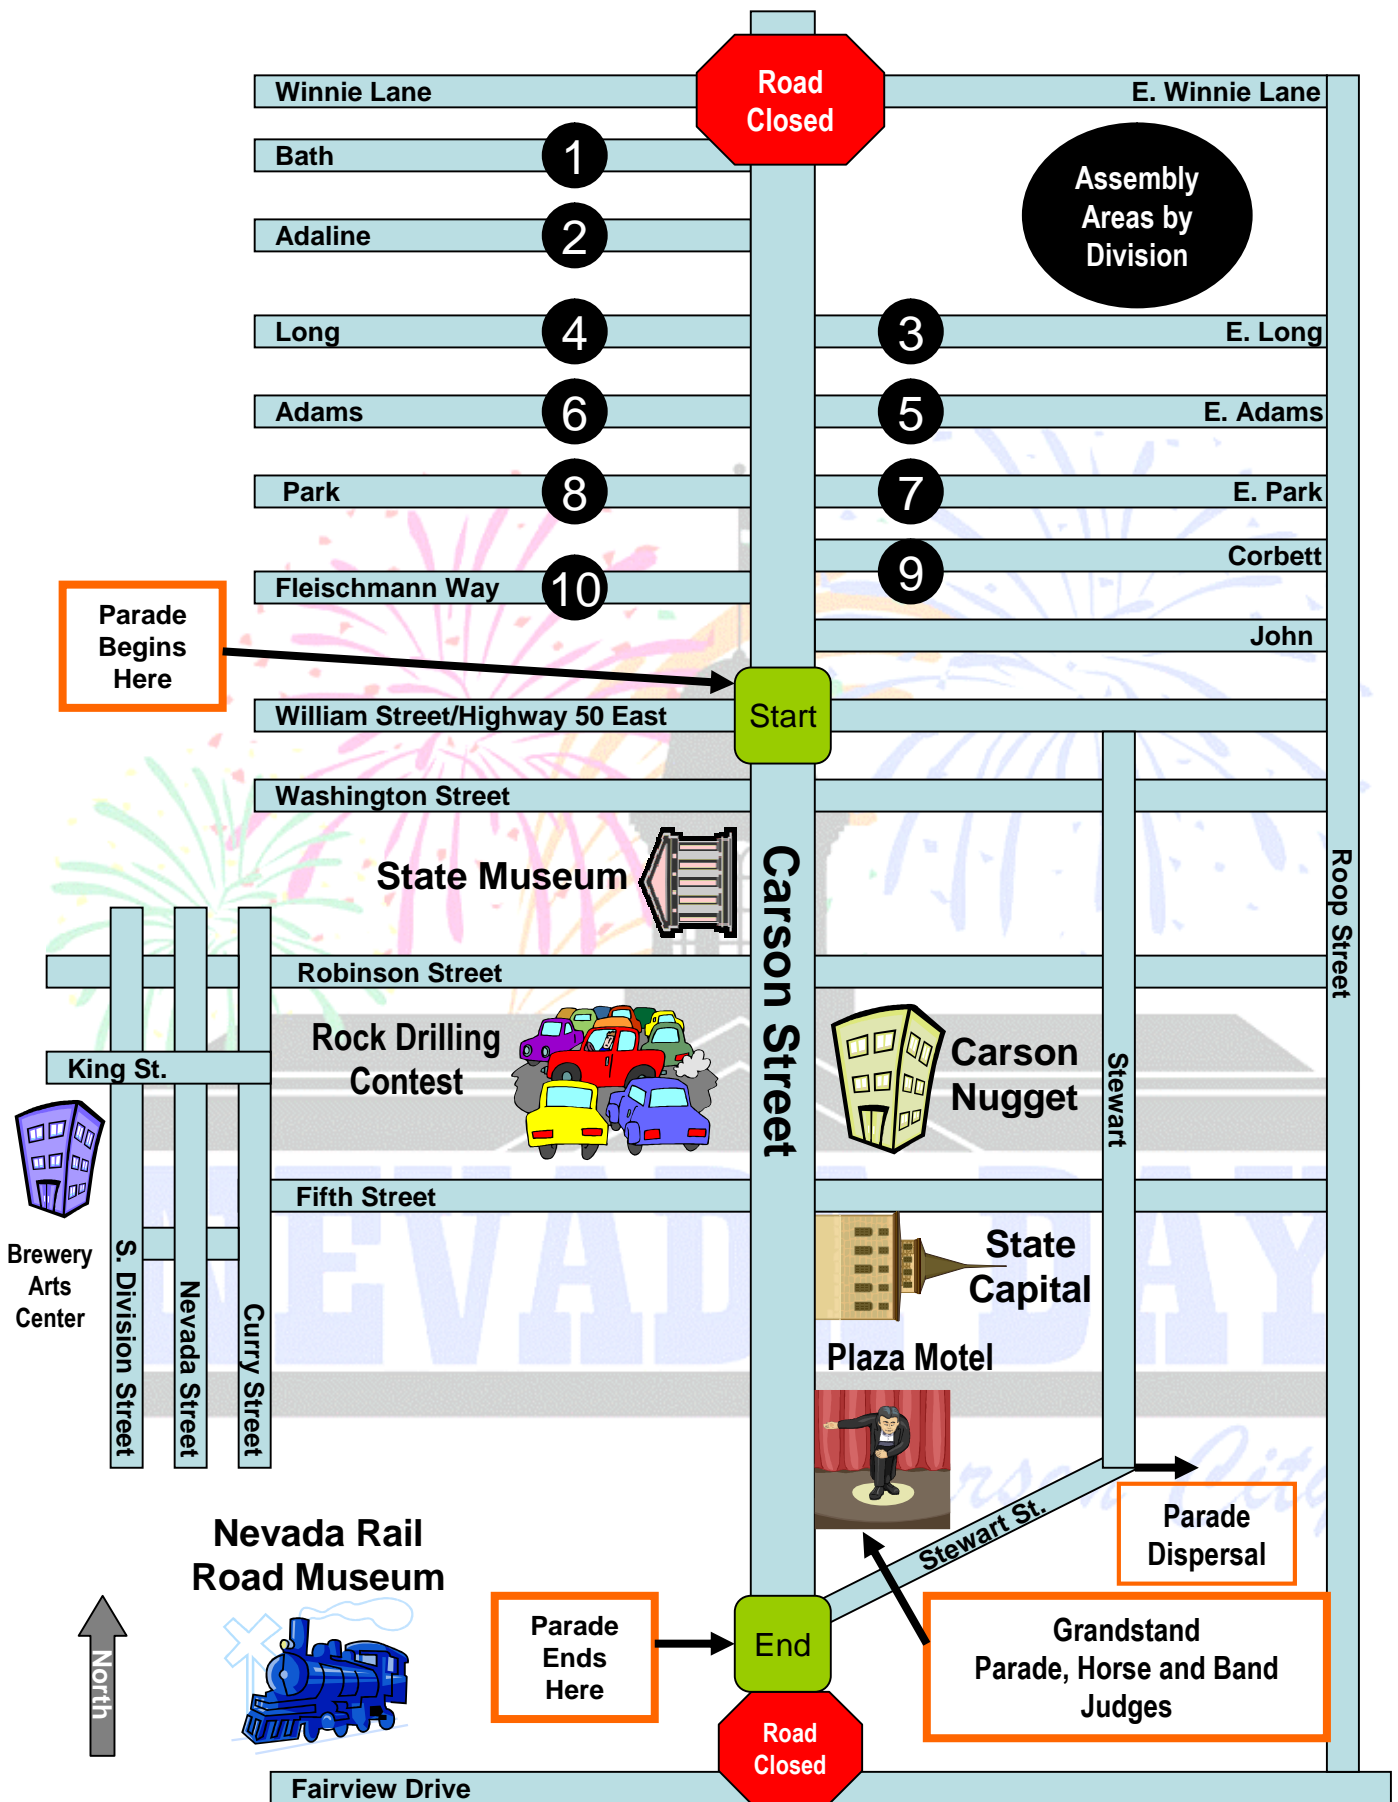 Road
Closed
Winnie Lane
E. Winnie Lane
Bath
1
Assembly
Areas by
Division
Adaline
2
Long
4
3
E. Long
Adams
6
5
E. Adams
Park
8
7
E. Park
Corbett
9
Fleischmann Way
10
Parade
Begins
Here
John
William Street/Highway 50 East
Start
Washington Street
State Museum
Carson Street
Roop Street
Robinson Street
Rock Drilling
Contest
Carson
Nugget
Stewart
King St.
Fifth Street
NEVADA DAY
State
Capital
Brewery
Arts
Center
S. Division Street
Nevada Street
Curry Street
Plaza Motel
Carson City
Stewart St.
Parade
Dispersal
Nevada Rail
Road Museum
North
Parade
Ends
Here
End
Grandstand
Parade, Horse and Band
Judges
Road
Closed
Fairview Drive